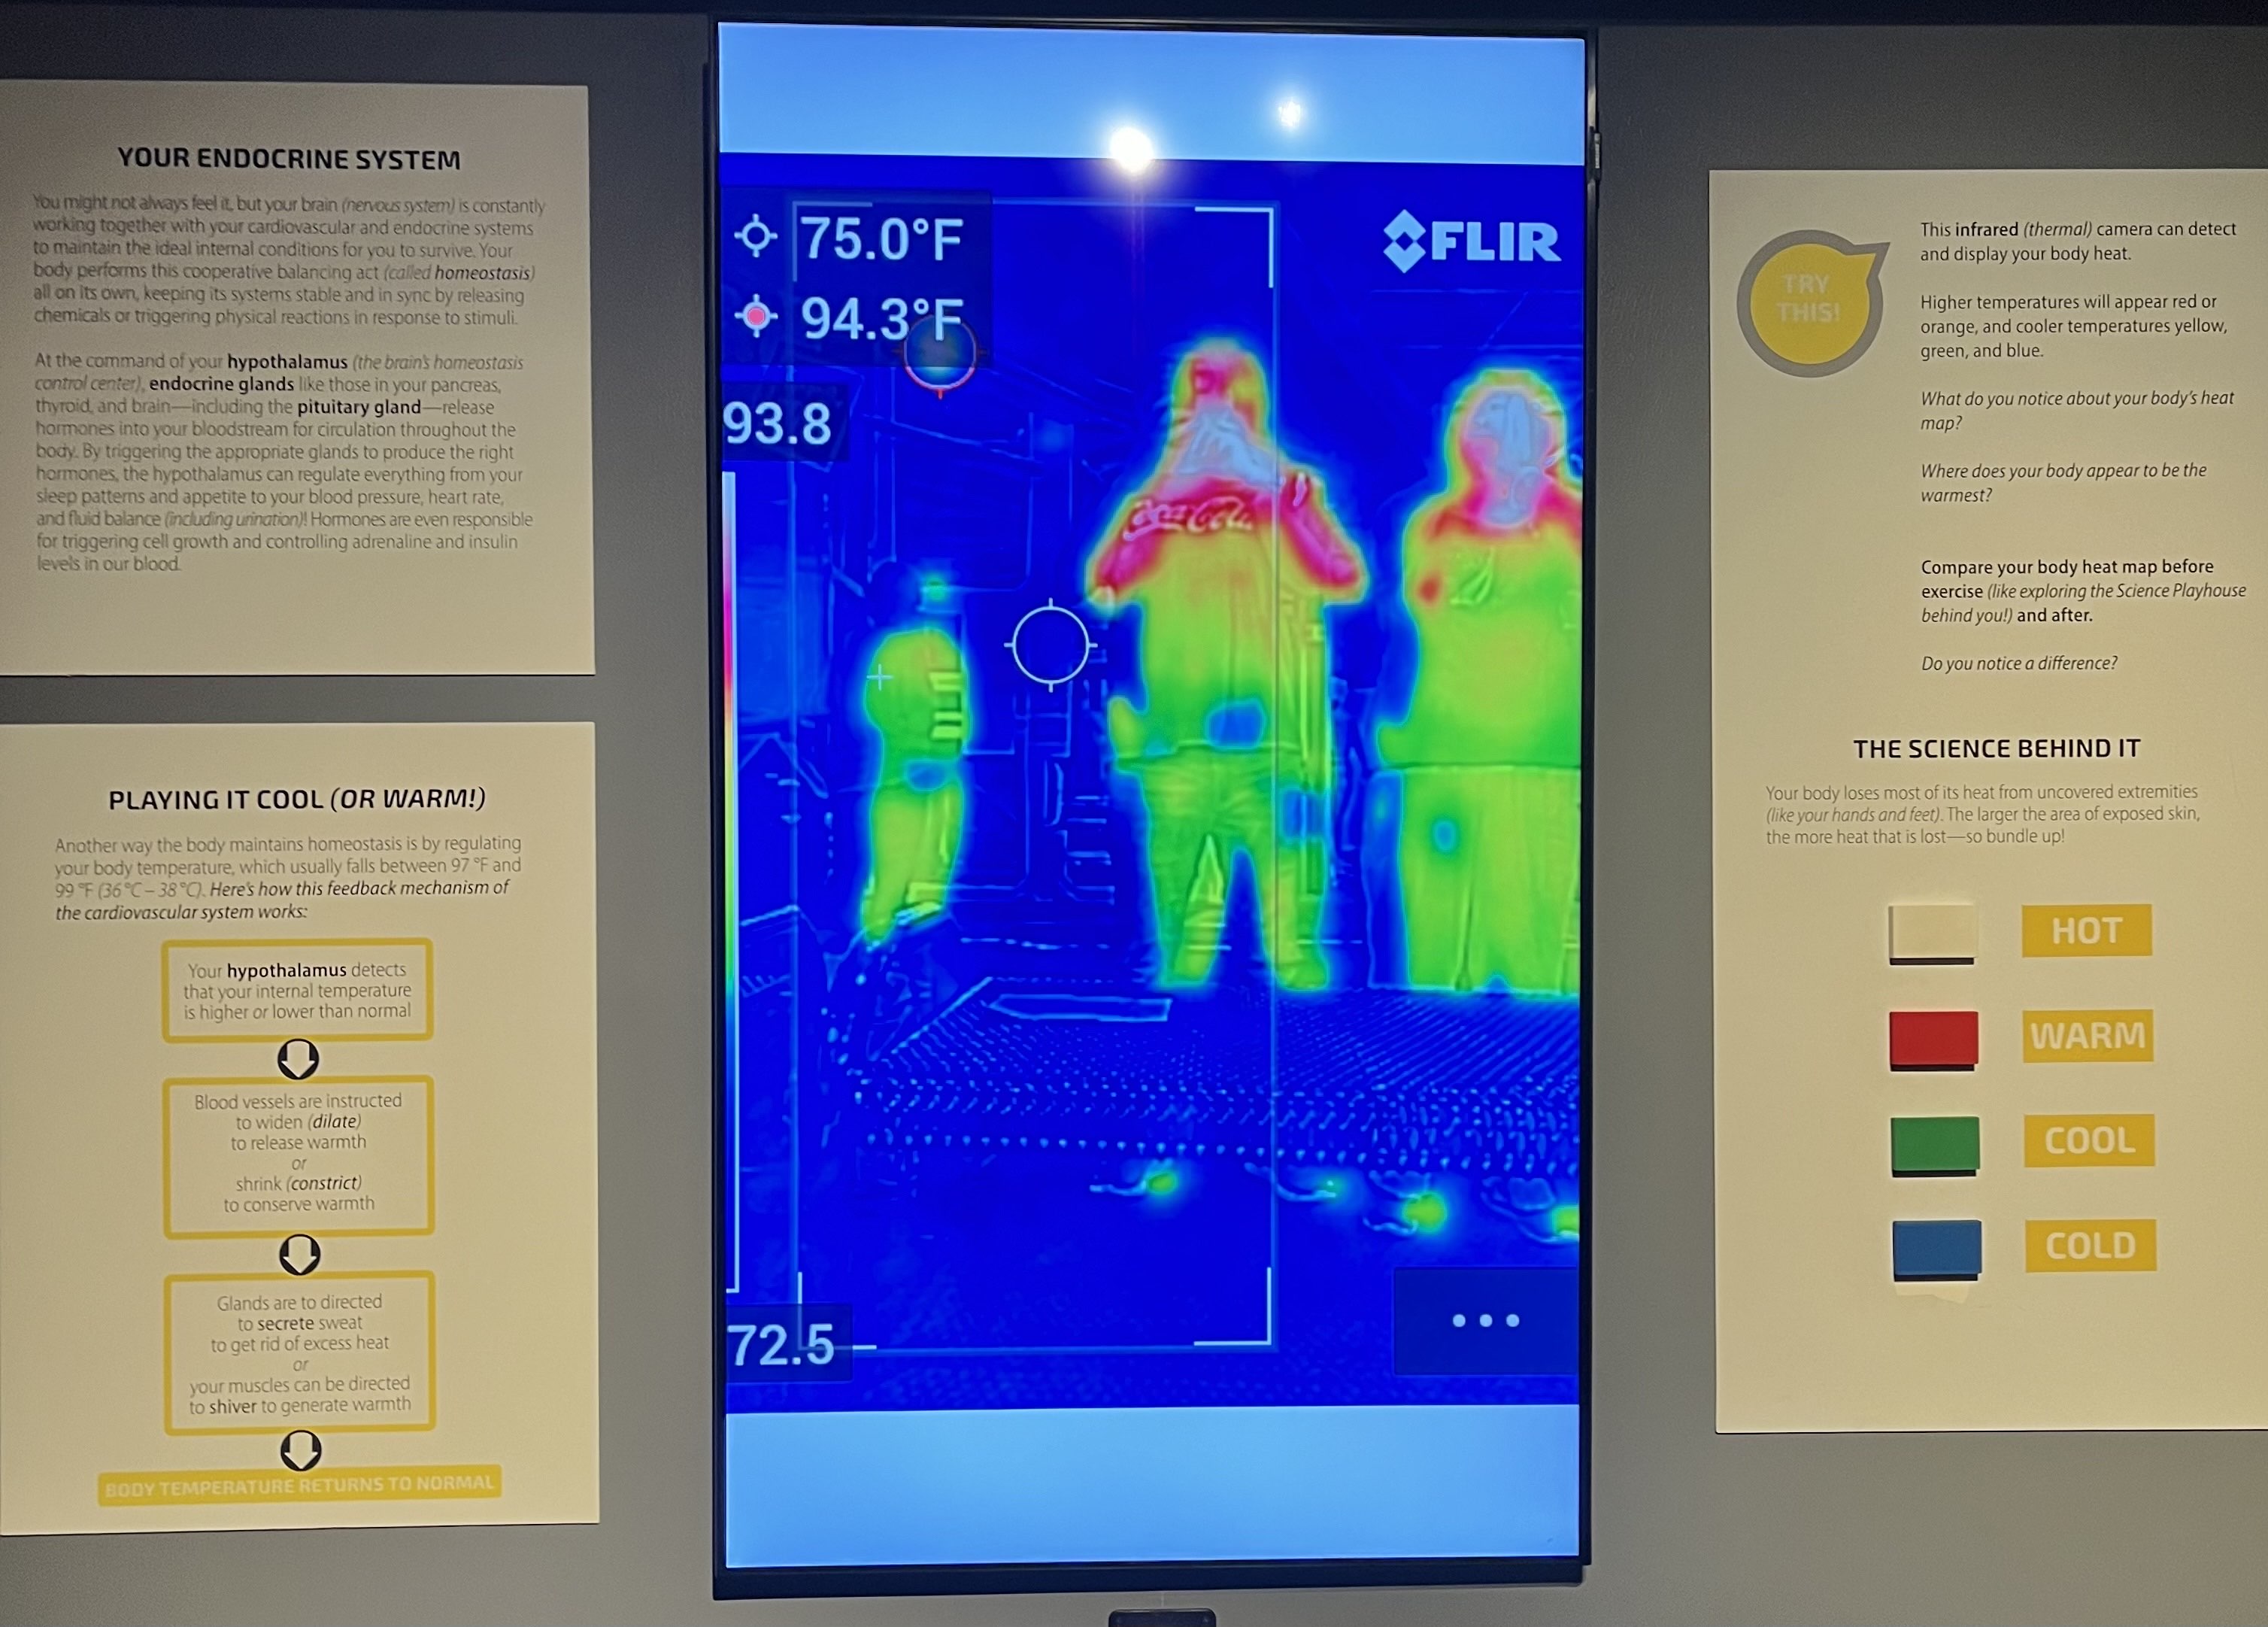 YOUR ENDOCRINE SYSTEM
You might not always feel it, but your brain (nervous system) is constantly
working together with your cardiovascular and endocrine systems
to maintain the ideal internal conditions for you to survive. Your
body performs this cooperative balancing act (called homeostasis)
all on its own, keeping its systems stable and in sync by releasing
chemicals or triggering physical reactions in response to stimuli.
At the command of your hypothalamus (the brain's homeostasis
control center), endocrine glands like those in your pancreas,
thyroid, and brain—including the pituitary gland—release
hormones into your bloodstream for circulation throughout the
body. By triggering the appropriate glands to produce the right
hormones, the hypothalamus can regulate everything from your
sleep patterns and appetite to your blood pressure, heart rate,
and fluid balance (including urination)! Hormones are even responsible
for triggering cell growth and controlling adrenaline and insulin
levels in our blood.
PLAYING IT COOL (OR WARM!)
Another way the body maintains homeostasis is by regulating
your body temperature, which usually falls between 97 °F and
99 °F (36 °C – 38 °C). Here's how this feedback mechanism of
the cardiovascular system works:
Your hypothalamus detects
that your internal temperature
is higher or lower than normal
Blood vessels are instructed
to widen (dilate)
to release warmth
or
shrink (constrict)
to conserve warmth
Glands are to directed
to secrete sweat
to get rid of excess heat
or
your muscles can be directed
to shiver to generate warmth
BODY TEMPERATURE RETURNS TO NORMAL
75.0°F
94.3°F
93.8
FLIR
Coca-Cola
72.5
TRY
THIS!
This infrared (thermal) camera can detect
and display your body heat.
Higher temperatures will appear red or
orange, and cooler temperatures yellow,
green, and blue.
What do you notice about your body's heat
map?
Where does your body appear to be the
warmest?
Compare your body heat map before
exercise (like exploring the Science Playhouse
behind you!) and after.
Do you notice a difference?
THE SCIENCE BEHIND IT
Your body loses most of its heat from uncovered extremities
(like your hands and feet). The larger the area of exposed skin,
the more heat that is lost—so bundle up!
HOT
WARM
COOL
COLD